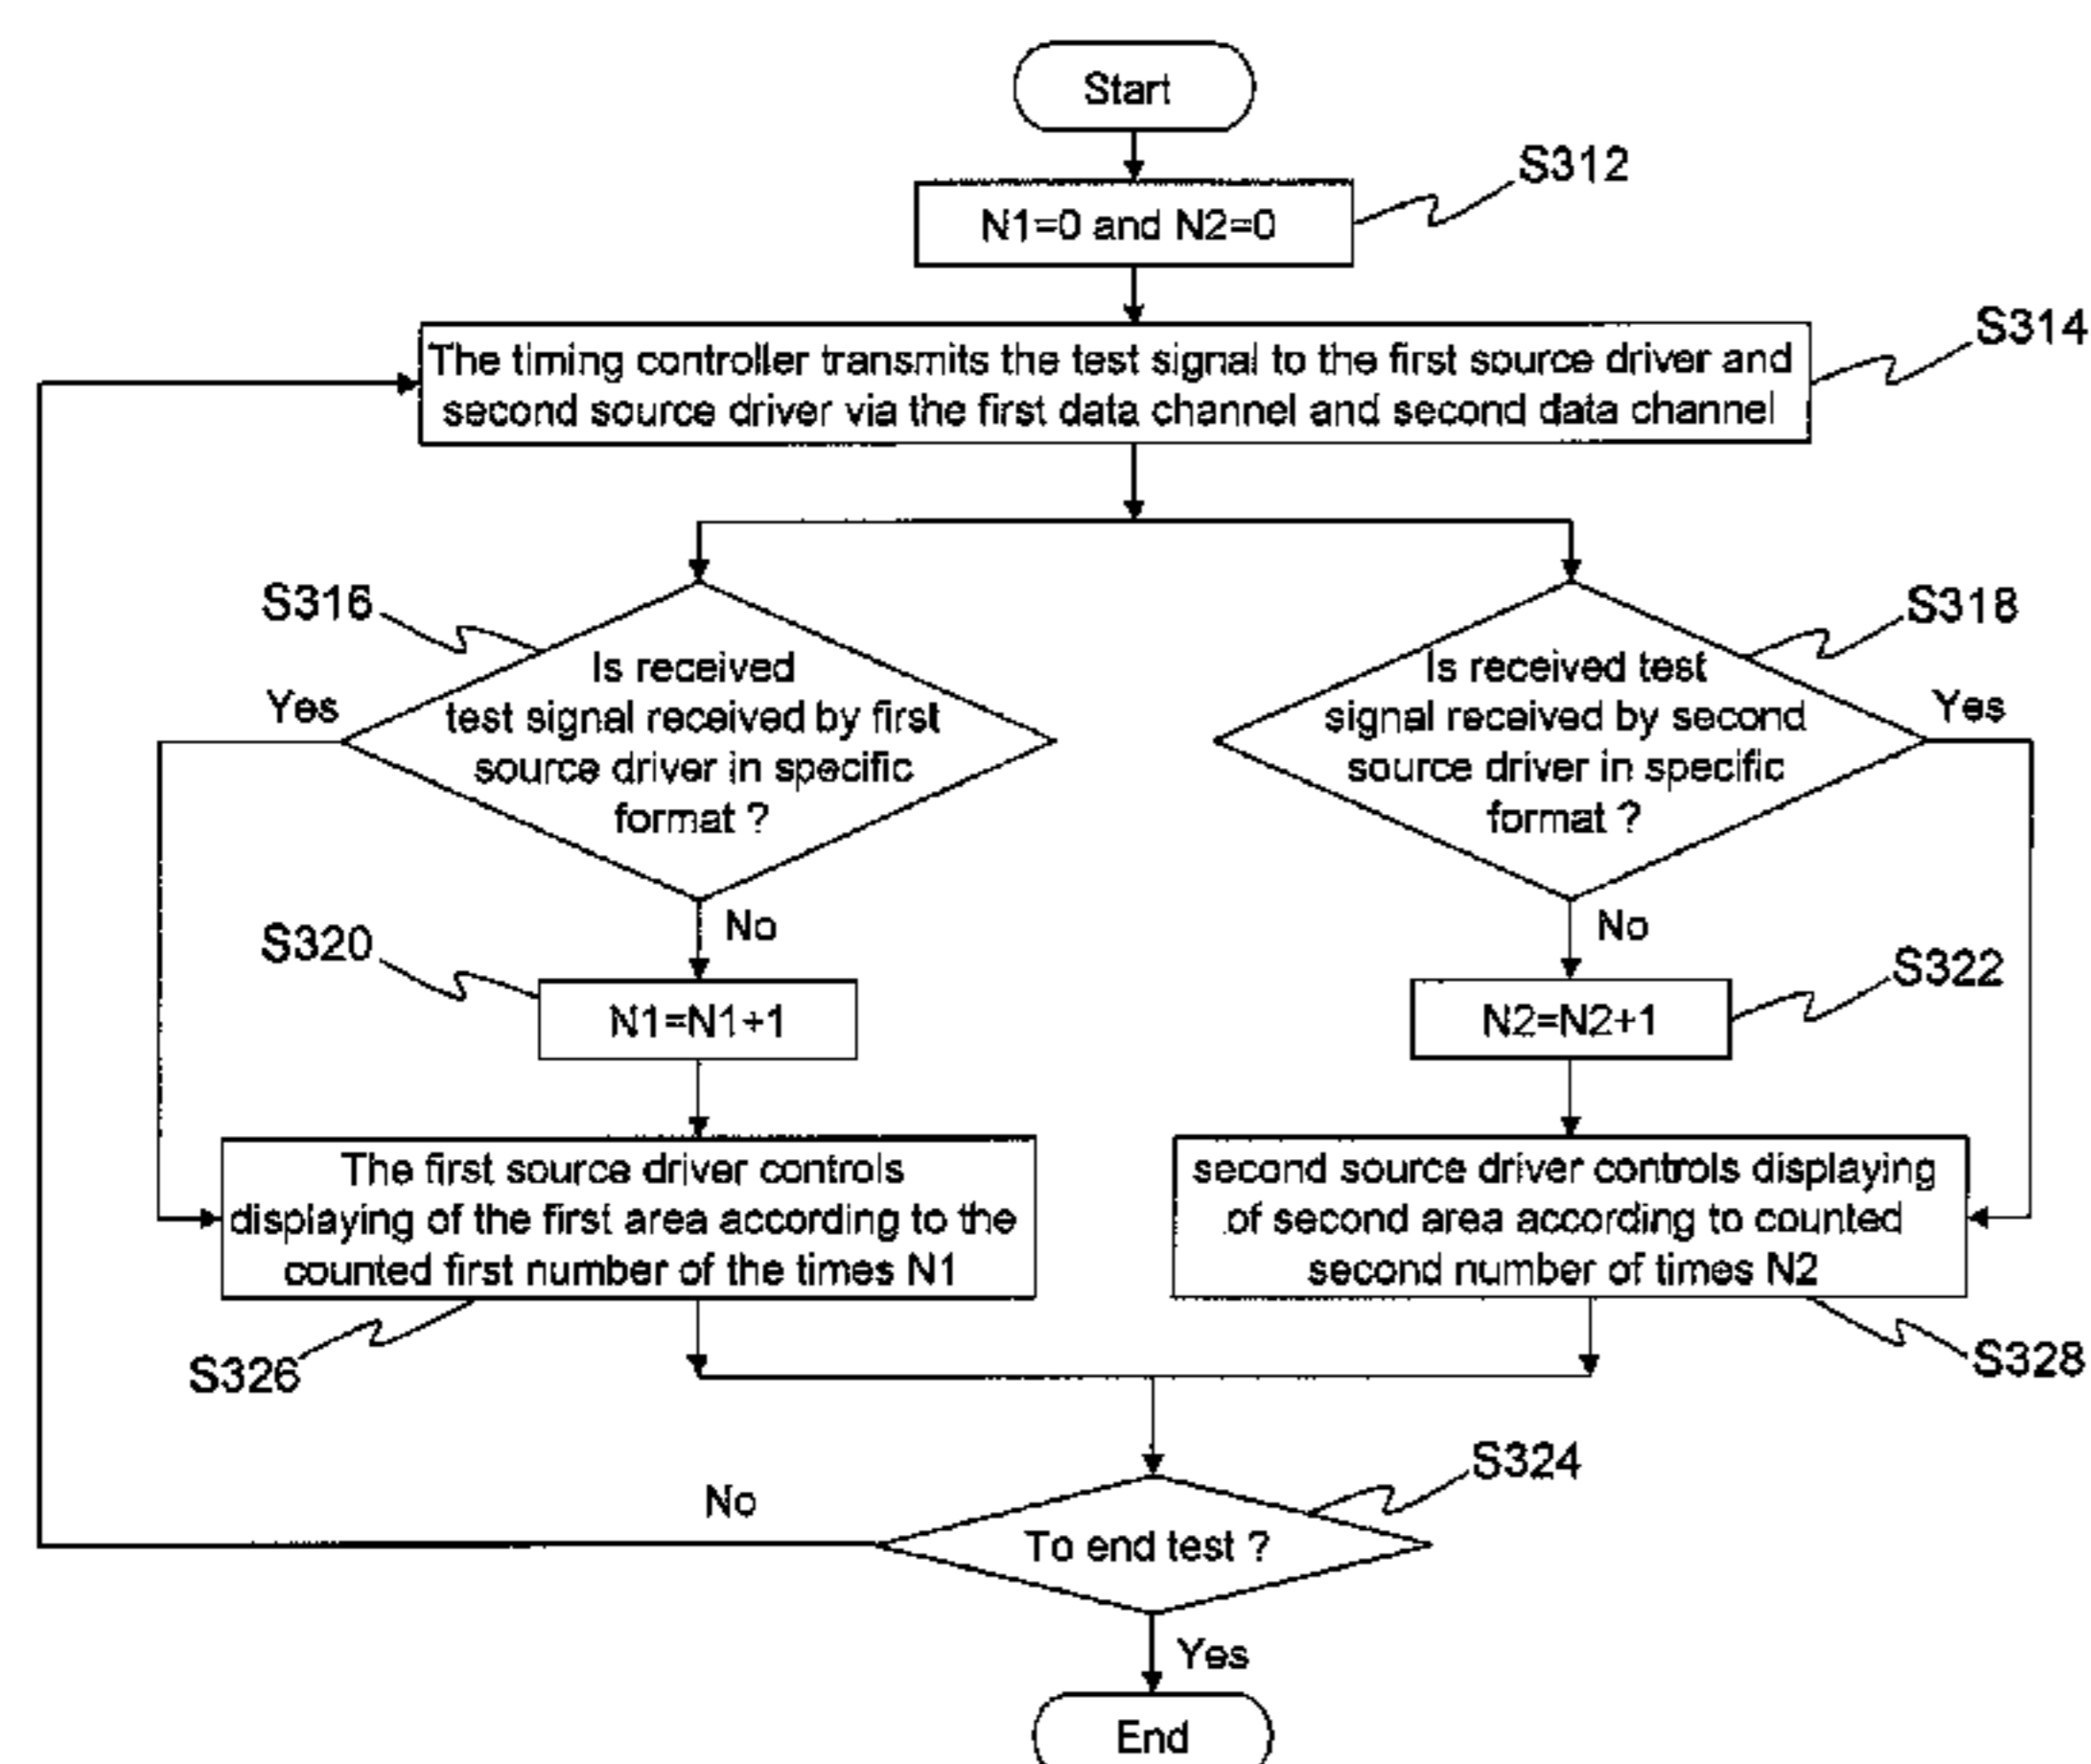 Start
S312
N1=0 and N2=0
S314
The timing controller transmits the test signal to the first source driver and
second source driver via the first data channel and second data channel
S316
Is received
test signal received by first
source driver in specific
format ?
Yes
No
S318
Is received test
signal received by second
source driver in specific
format ?
Yes
No
S320
N1=N1+1
S322
N2=N2+1
The first source driver controls
displaying of the first area according to the
counted first number of the times N1
S326
second source driver controls displaying
of second area according to counted
second number of times N2
S328
S324
To end test ?
No
Yes
End